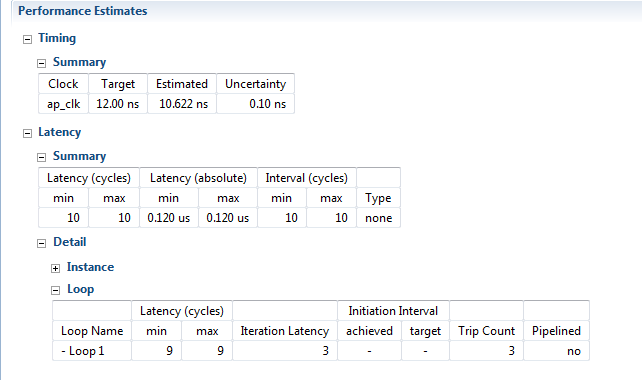 Performance Estimates
Timing
Summary
Clock Target Estimated Uncertainty
ap_clk 12.00 ns 10.622 ns 0.10 ns
Latency
Summary
Latency (cycles) Latency (absolute) Interval (cycles)
min max min max min max Type
10 10 0.120 us 0.120 us 10 10 none
Detail
Instance
Loop
Latency (cycles) Initiation Interval
Loop Name min max Iteration Latency achieved target Trip Count Pipelined
- Loop 1 9 9 3 - - 3 no